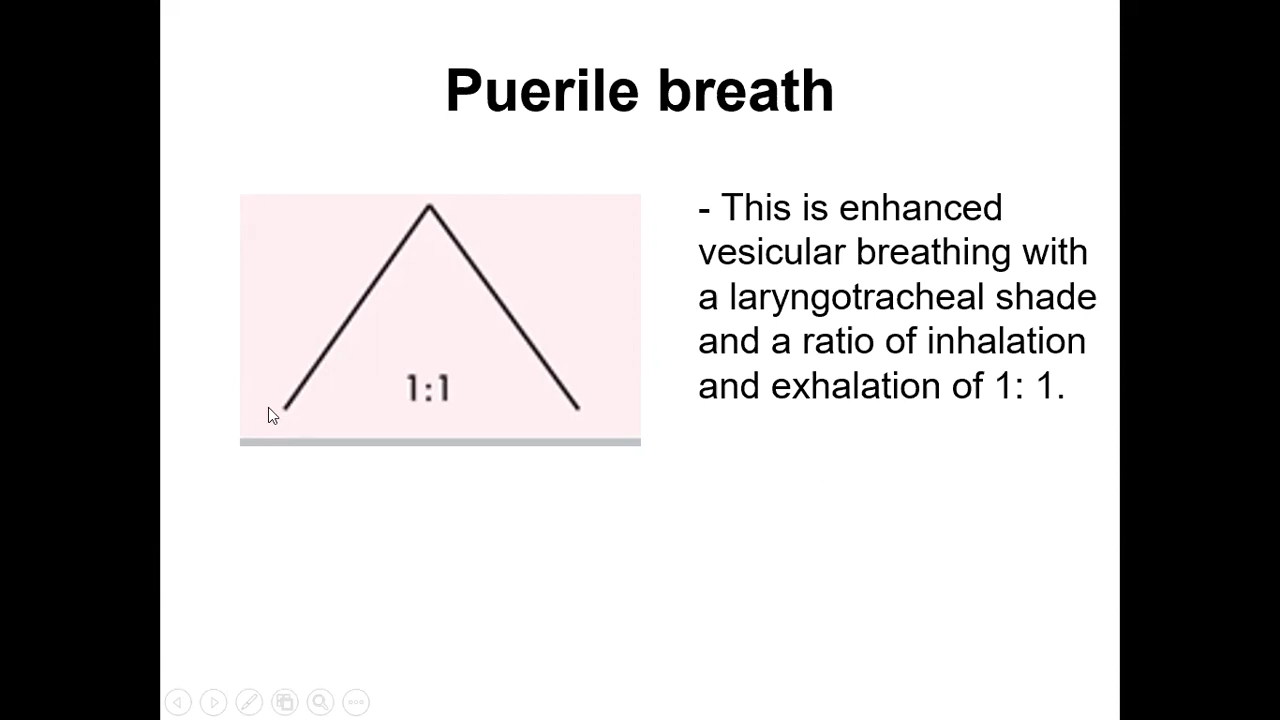 Puerile breath
- This is enhanced
vesicular breathing with
a laryngotracheal shade
and a ratio of inhalation
and exhalation of 1: 1.
1:1